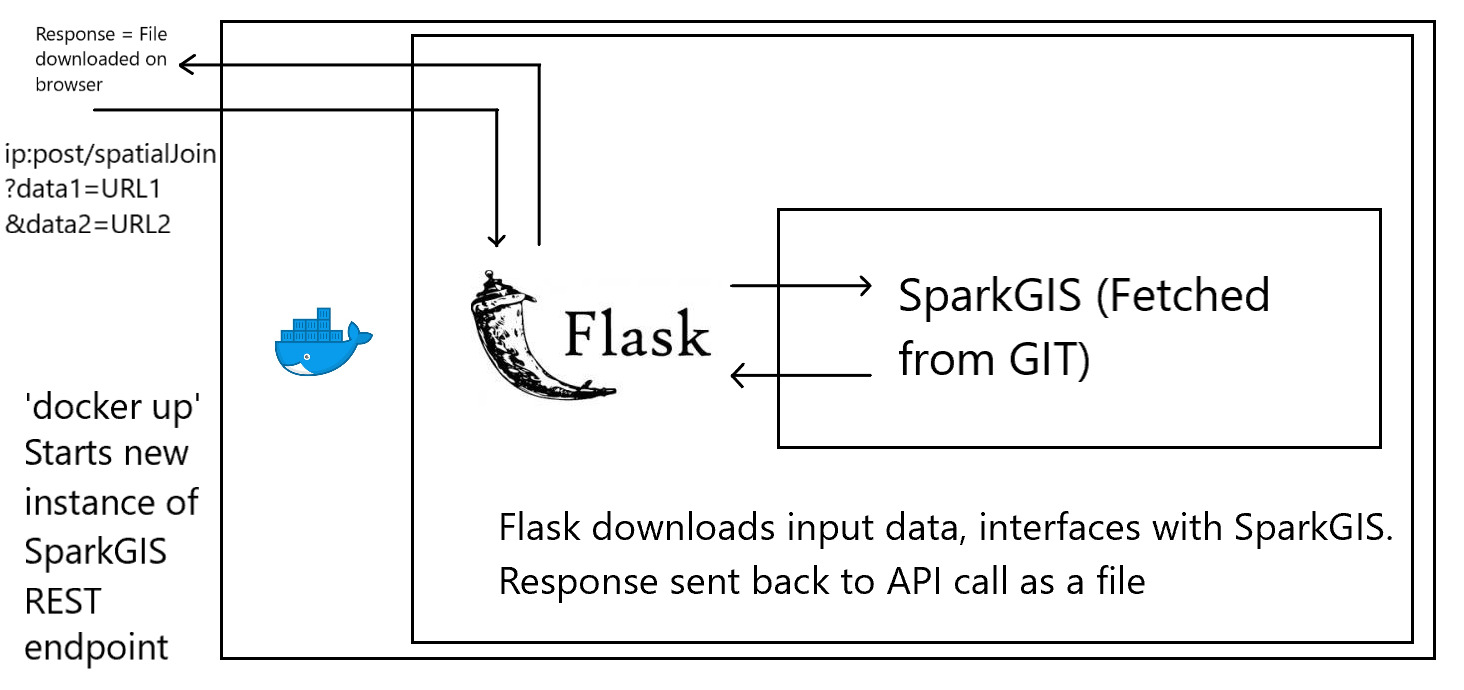 Response = File
downloaded on
browser
ip:post/spatialJoin
?data1=URL1
&data2=URL2
'docker up'
Starts new
instance of
SparkGIS
REST
endpoint
Flask
SparkGIS (Fetched
from GIT)
Flask downloads input data, interfaces with SparkGIS.
Response sent back to API call as a file